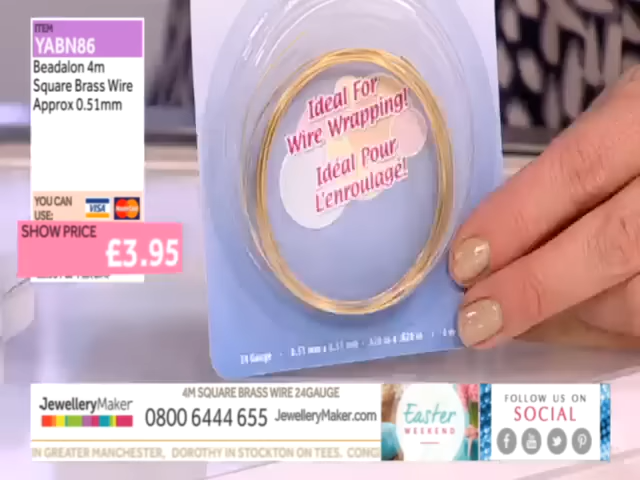 ITEM
YABN86
Beadalon 4m
Square Brass Wire
Approx 0.51mm
YOU CAN
USE:
VISA
MasterCard
SHOW PRICE
£3.95
Ideal For
Wire Wrapping!
Idéal Pour
L'enroulage!
24 Gauge
JewelleryMaker
4M SQUARE BRASS WIRE 24GAUGE
0800 6444 655 JewelleryMaker.com
Easter
WEEKEND
FOLLOW US ON
SOCIAL
IN GREATER MANCHESTER, DOROTHY IN STOCKTON ON TEES.